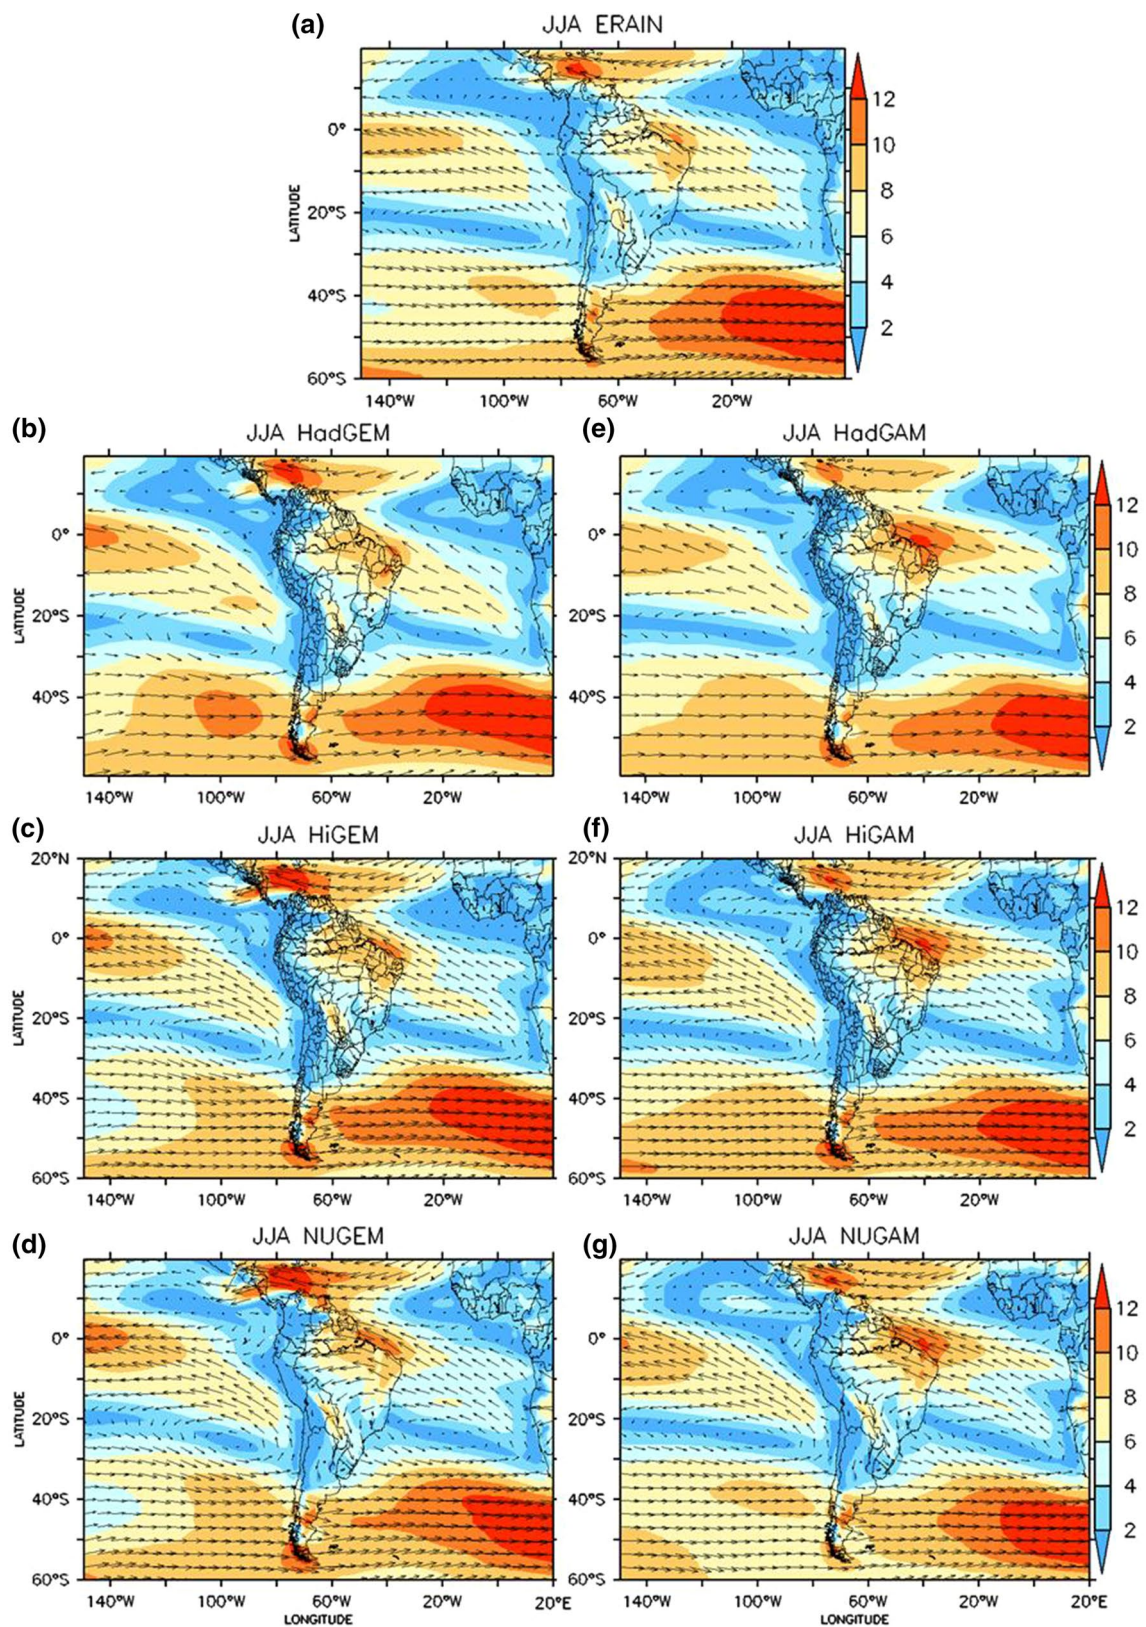 (a)
JJA ERAIN
LATITUDE
0°
20°S
40°S
60°S
140°W 100°W 60°W 20°W
12
10
8
6
4
2
(b)
JJA HadGEM
LATITUDE
0°
20°S
40°S
140°W 100°W 60°W 20°W
(e)
JJA HadGAM
0°
20°S
40°S
140°W 100°W 60°W 20°W
12
10
8
6
4
2
(c)
JJA HiGEM
LATITUDE
20°N
0°
20°S
40°S
60°S
140°W 100°W 60°W 20°W
(f)
JJA HiGAM
20°N
0°
20°S
40°S
60°S
140°W 100°W 60°W 20°W
12
10
8
6
4
2
(d)
JJA NUGEM
LATITUDE
0°
20°S
40°S
60°S
140°W 100°W 60°W 20°W 20°E
LONGITUDE
(g)
JJA NUGAM
0°
20°S
40°S
60°S
140°W 100°W 60°W 20°W 20°E
LONGITUDE
12
10
8
6
4
2